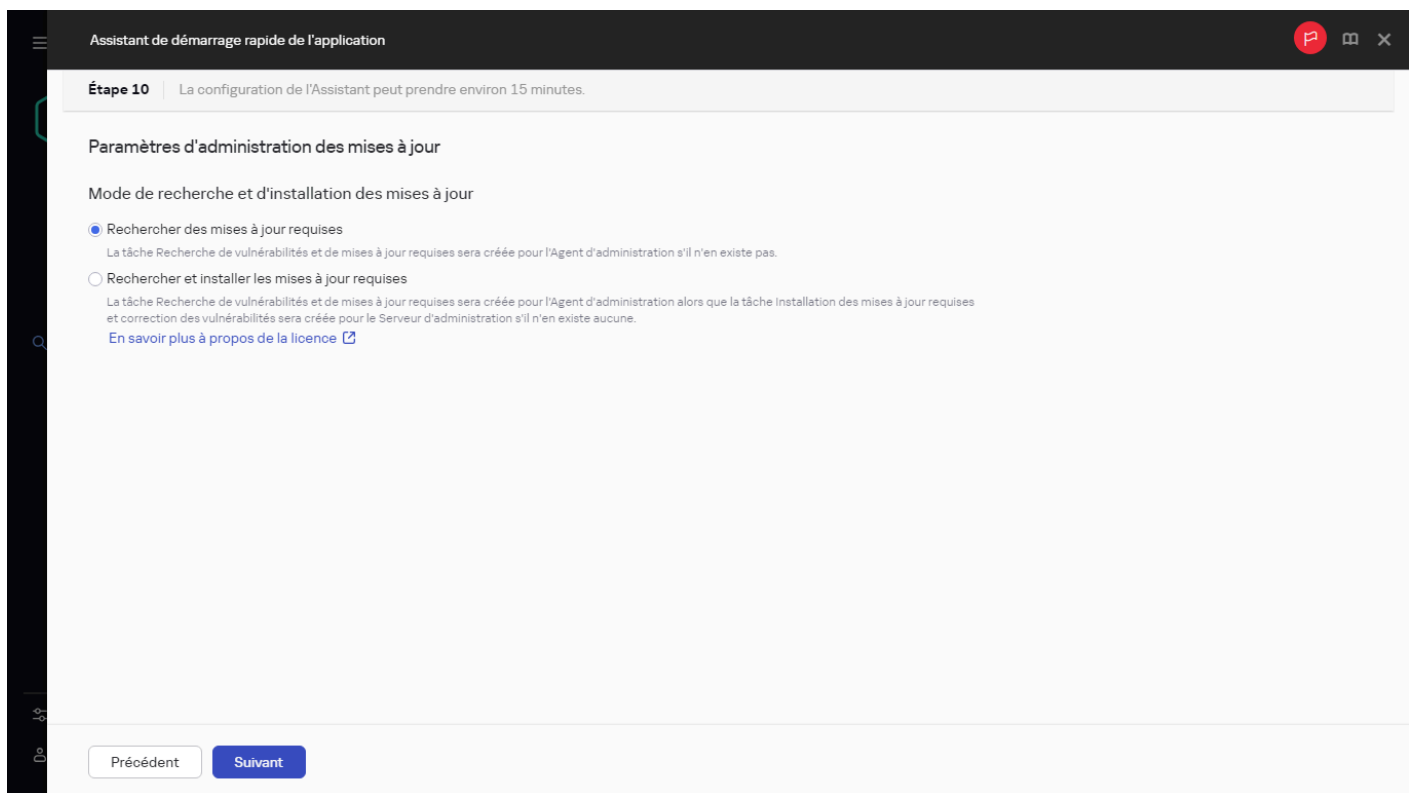 Assistant de démarrage rapide de l'application
Étape 10 La configuration de l'Assistant peut prendre environ 15 minutes.
Paramètres d'administration des mises à jour
Mode de recherche et d'installation des mises à jour
Rechercher des mises à jour requises
La tâche Recherche de vulnérabilités et de mises à jour requises sera créée pour l'Agent d'administration s'il n'en existe pas.
Rechercher et installer les mises à jour requises
La tâche Recherche de vulnérabilités et de mises à jour requises sera créée pour l'Agent d'administration alors que la tâche Installation des mises à jour requises
et correction des vulnérabilités sera créée pour le Serveur d'administration s'il n'en existe aucune.
En savoir plus à propos de la licence
Précédent Suivant